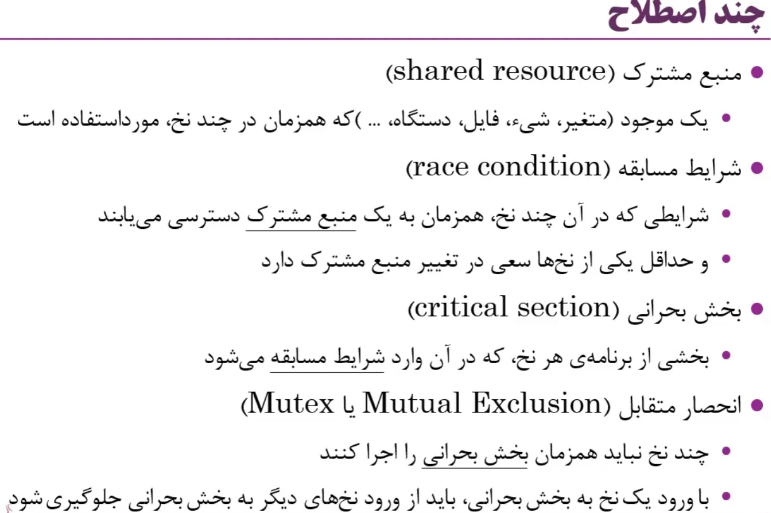 چند اصطلاح
• منبع مشترک (shared resource)
• یک موجود (متغیر، شیء، فایل، دستگاه، ... )که همزمان در چند نخ، مورداستفاده است
• شرایط مسابقه (race condition)
• شرایطی که در آن چند نخ، همزمان به یک منبع مشترک دسترسی می‌یابند
• و حداقل یکی از نخ‌ها سعی در تغییر منبع مشترک دارد
• بخش بحرانی (critical section)
• بخشی از برنامه‌ی هر نخ، که در آن وارد شرایط مسابقه می‌شود
• انحصار متقابل (Mutual Exclusion یا Mutex)
• چند نخ نباید همزمان بخش بحرانی را اجرا کنند
• با ورود یک نخ به بخش بحرانی، باید از ورود نخ‌های دیگر به بخش بحرانی جلوگیری شود